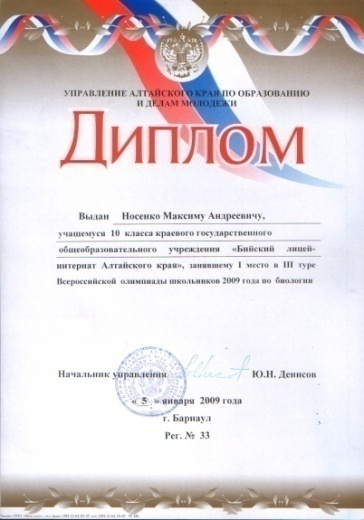 УПРАВЛЕНИЕ АЛТАЙСКОГО КРАЯ ПО ОБРАЗОВАНИЮ
И ДЕЛАМ МОЛОДЕЖИ
ДИПЛОМ
Выдан Носенко Максиму Андреевичу,
учащемуся 10 класса краевого государственного
общеобразовательного учреждения «Бийский лицей-
интернат Алтайского края», занявшему I место в III туре
Всероссийской олимпиады школьников 2009 года по биологии
Начальник управления Ю.Н. Денисов
« 5 » января 2009 года
г. Барнаул
Рег. № 33